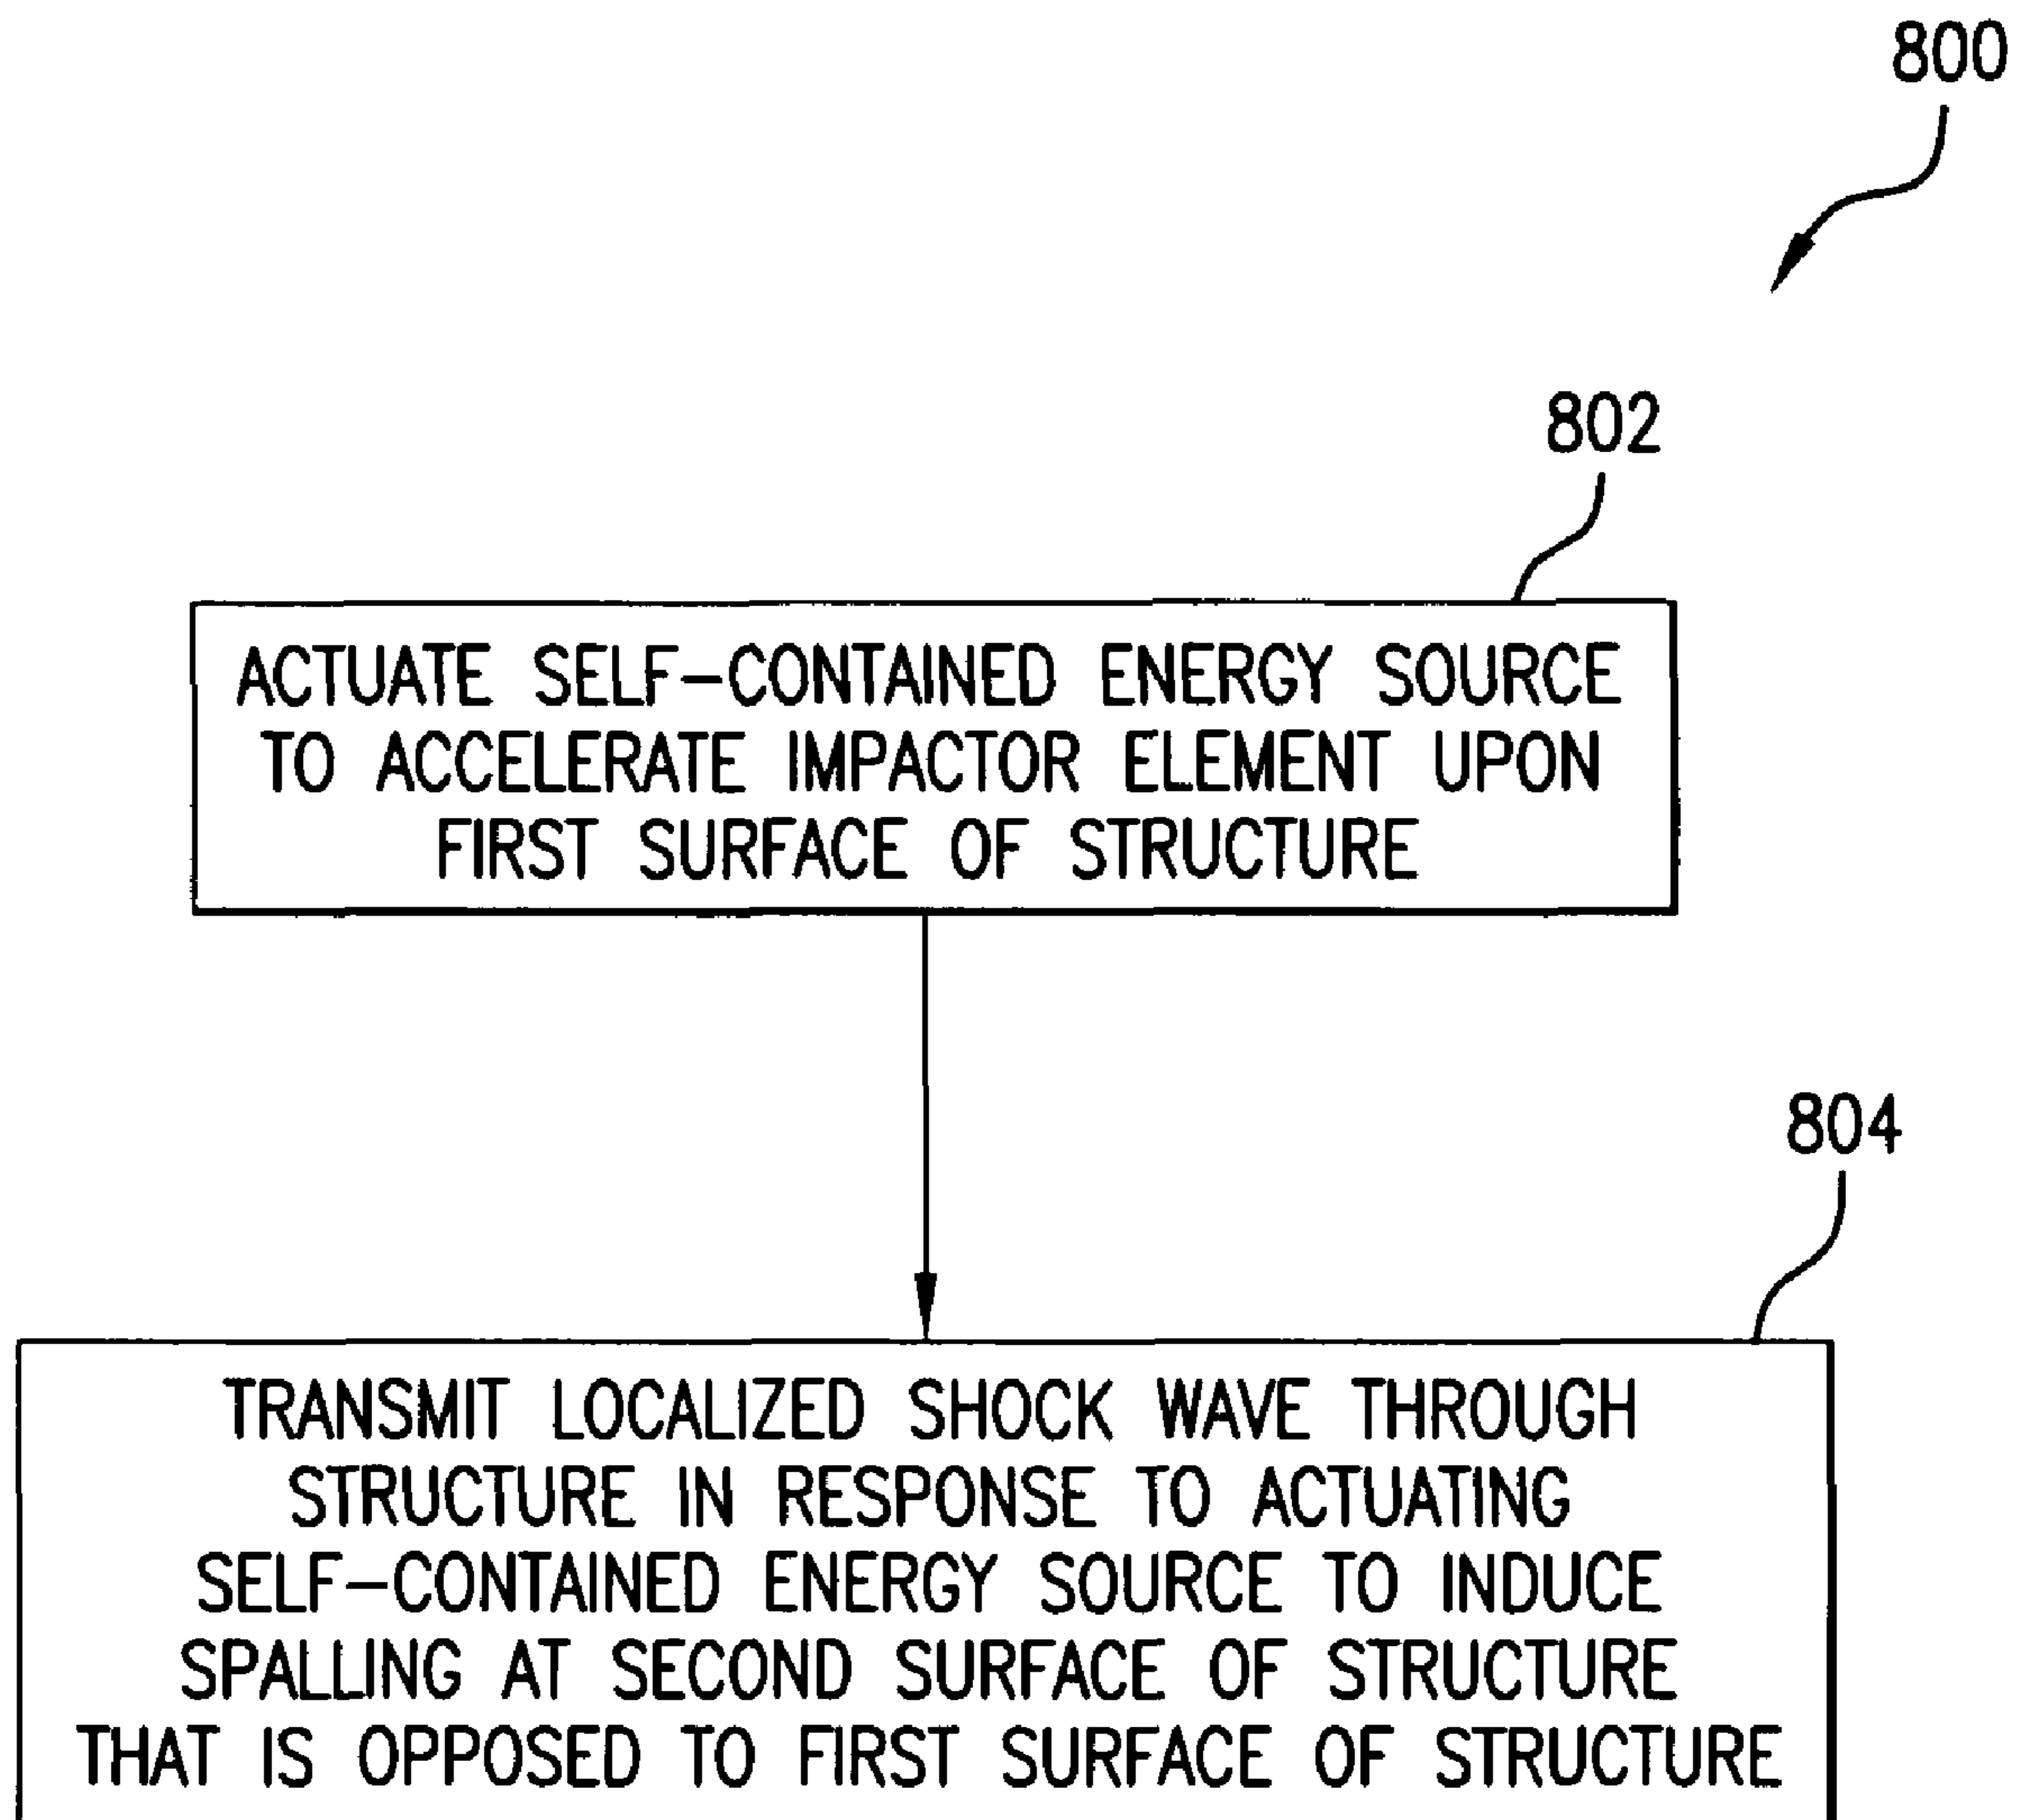 800
802
ACTUATE SELF-CONTAINED ENERGY SOURCE
TO ACCELERATE IMPACTOR ELEMENT UPON
FIRST SURFACE OF STRUCTURE
804
TRANSMIT LOCALIZED SHOCK WAVE THROUGH
STRUCTURE IN RESPONSE TO ACTUATING
SELF-CONTAINED ENERGY SOURCE TO INDUCE
SPALLING AT SECOND SURFACE OF STRUCTURE
THAT IS OPPOSED TO FIRST SURFACE OF STRUCTURE